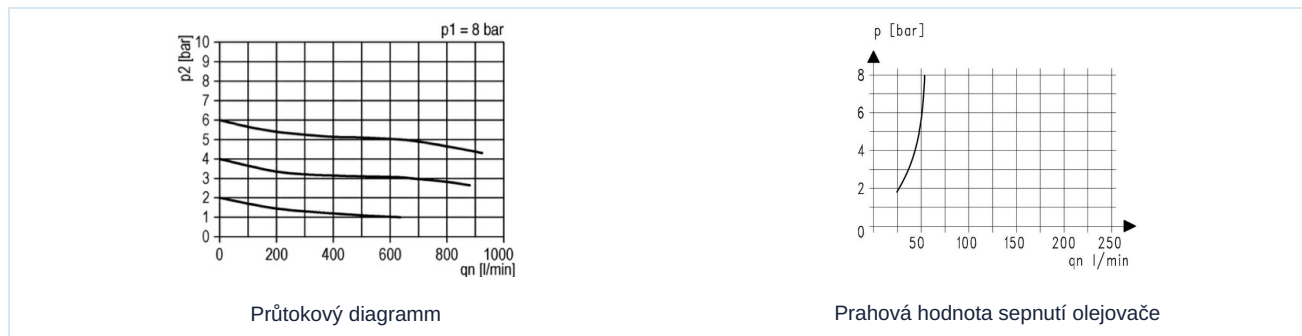 p1 = 8 bar
p2 [bar]
10
9
8
7
6
5
4
3
2
1
0
0 200 400 600 800 1000
qn [l/min]
Průtokový diagramm
p [bar]
8
6
4
2
0
50 100 150 200 250
qn l/min
Prahová hodnota sepnutí olejovače